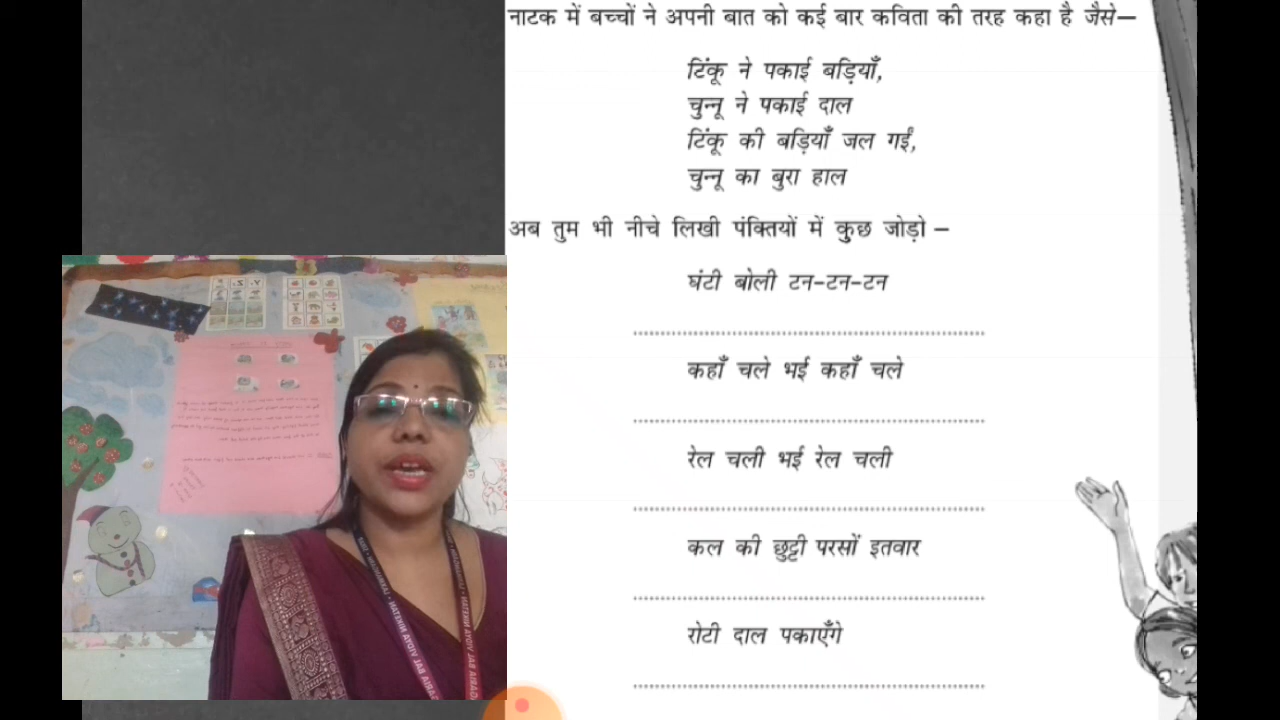 नाटक में बच्चों ने अपनी बात को कई बार कविता की तरह कहा है जैसे—
टिंकू ने पकाई बड़ियाँ,
चुन्नू ने पकाई दाल
टिंकू की बड़ियाँ जल गईं,
चुन्नू का बुरा हाल
अब तुम भी नीचे लिखी पंक्तियों में कुछ जोड़ो —
घंटी बोली टन-टन-टन
कहाँ चले भई कहाँ चले
रेल चली भई रेल चली
कल की छुट्टी परसों इतवार
रोटी दाल पकाएँगे